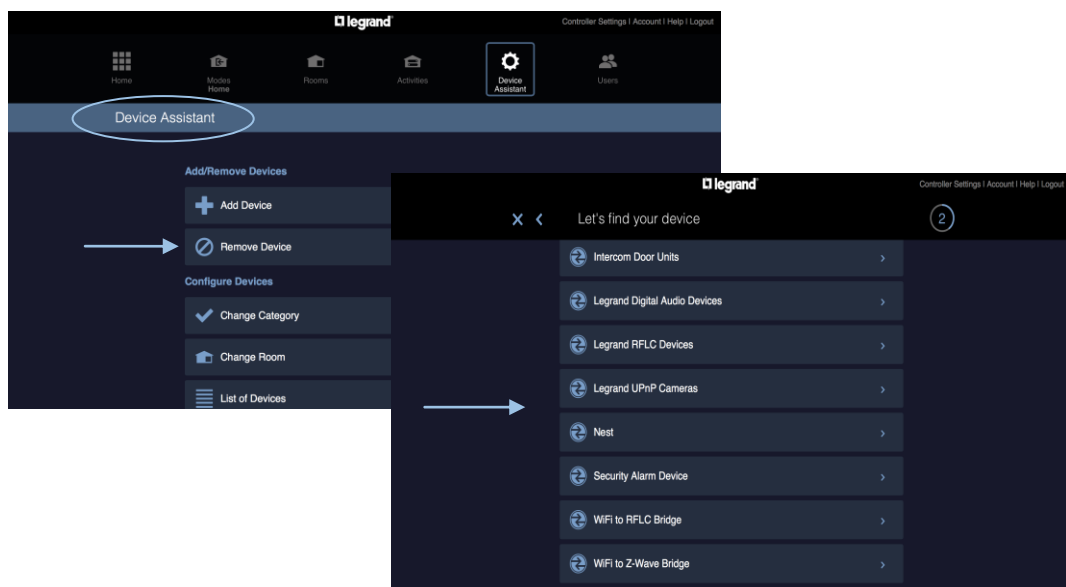 legrand®
Controller Settings | Account | Help | Logout
Home
Modes
Home
Rooms
Activities
Device
Assistant
Users
Device Assistant
Add/Remove Devices
Add Device
Remove Device
Configure Devices
Change Category
Change Room
List of Devices
legrand®
Controller Settings | Account | Help | Logout
Let's find your device
2
Intercom Door Units
Legrand Digital Audio Devices
Legrand RFLC Devices
Legrand UPnP Cameras
Nest
Security Alarm Device
WiFi to RFLC Bridge
WiFi to Z-Wave Bridge